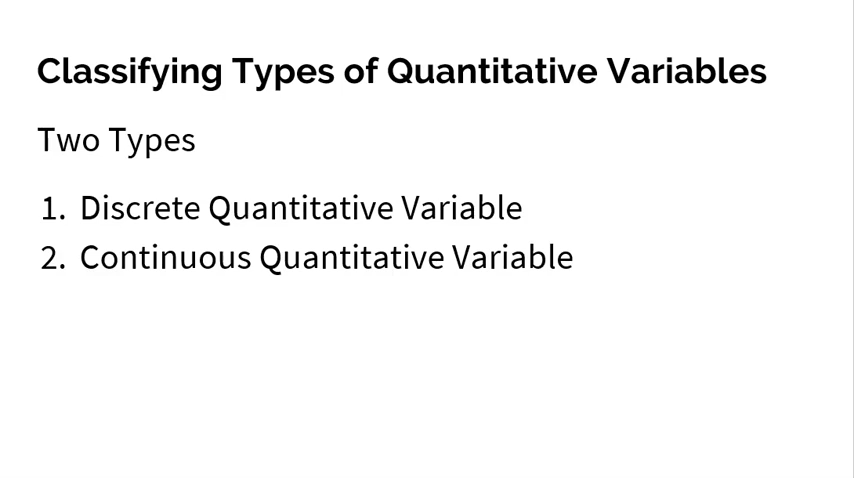 Classifying Types of Quantitative Variables
Two Types
1. Discrete Quantitative Variable
2. Continuous Quantitative Variable